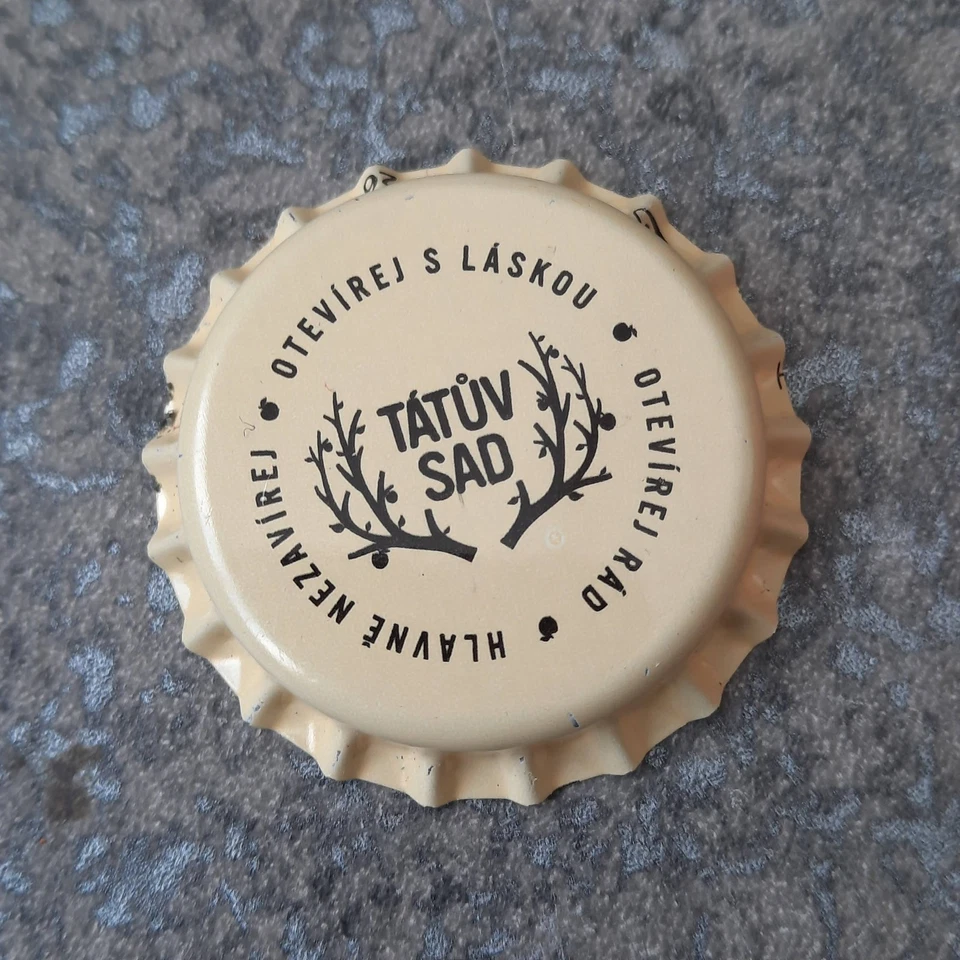 OTEVÍREJ S LÁSKOU
OTEVÍREJ RÁD
HLAVNĚ NEZAVÍREJ
TÁTŮV
SAD